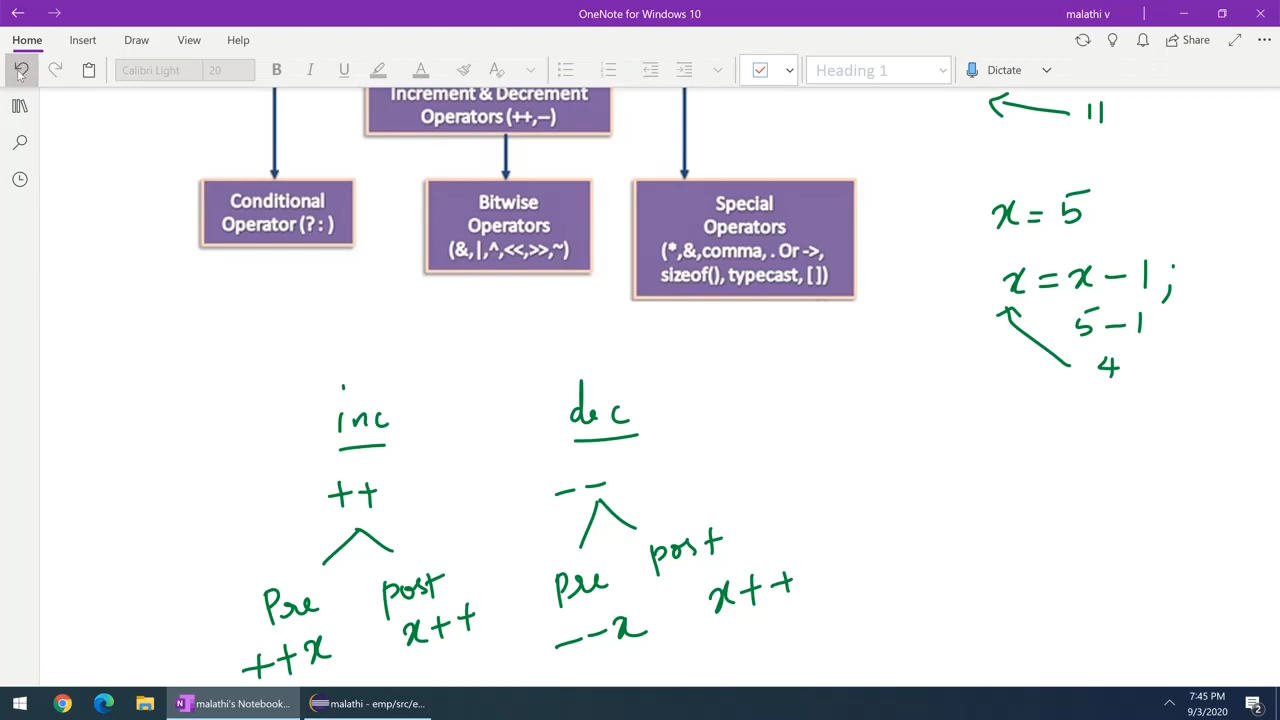 OneNote for Windows 10
malathi v
Home
Insert
Draw
View
Help
Share
Calibri Light
20
B
I
U
A
Heading 1
Dictate
Increment & Decrement
Operators (++,–)
Conditional
Operator (? : )
Bitwise
Operators
(&,|,^,<<,>>,~)
Special
Operators
(*,&,comma, . Or ->,
sizeof(), typecast, [ ])
11
x = 5
x = x - 1 ;
5 - 1
4
inc
++
Pre
++x
post
x++
dec
--
pre
--x
post
x++
malathi's Notebook...
malathi - emp/src/e...
7:45 PM
9/3/2020
2